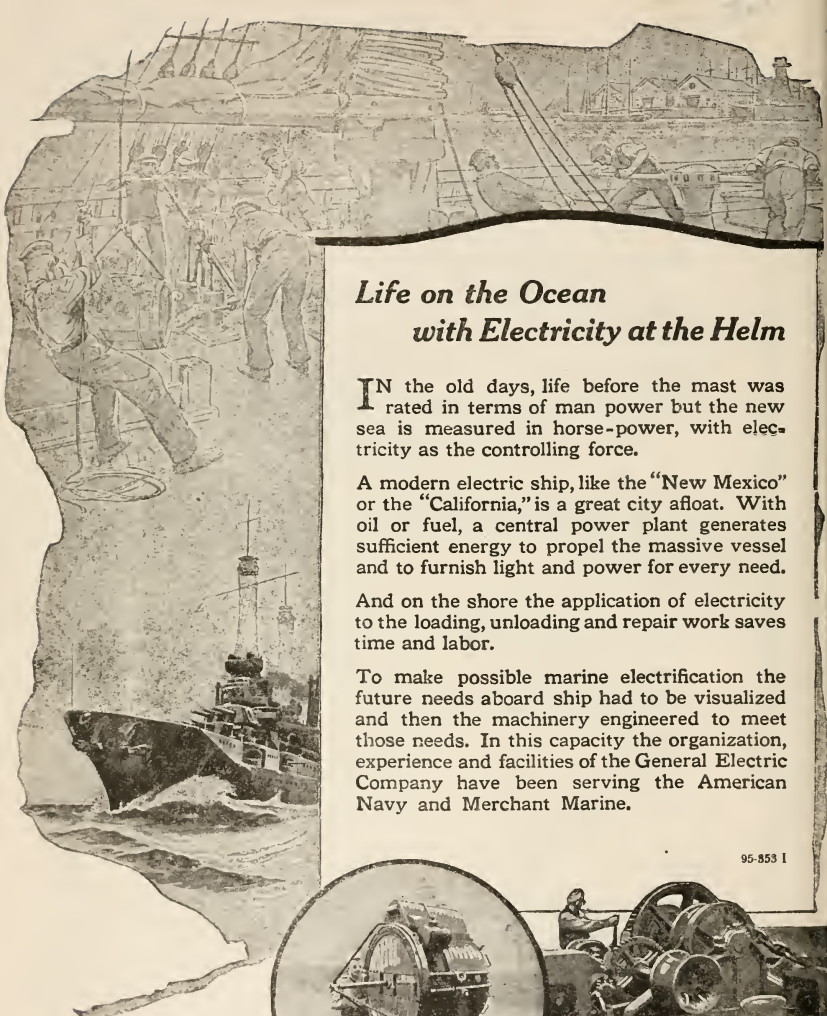 Life on the Ocean
with Electricity at the Helm
IN the old days, life before the mast was
rated in terms of man power but the new
sea is measured in horse-power, with elec-
tricity as the controlling force.
A modern electric ship, like the "New Mexico"
or the "California," is a great city afloat. With
oil or fuel, a central power plant generates
sufficient energy to propel the massive vessel
and to furnish light and power for every need.
And on the shore the application of electricity
to the loading, unloading and repair work saves
time and labor.
To make possible marine electrification the
future needs aboard ship had to be visualized
and then the machinery engineered to meet
those needs. In this capacity the organization,
experience and facilities of the General Electric
Company have been serving the American
Navy and Merchant Marine.
95-353 I